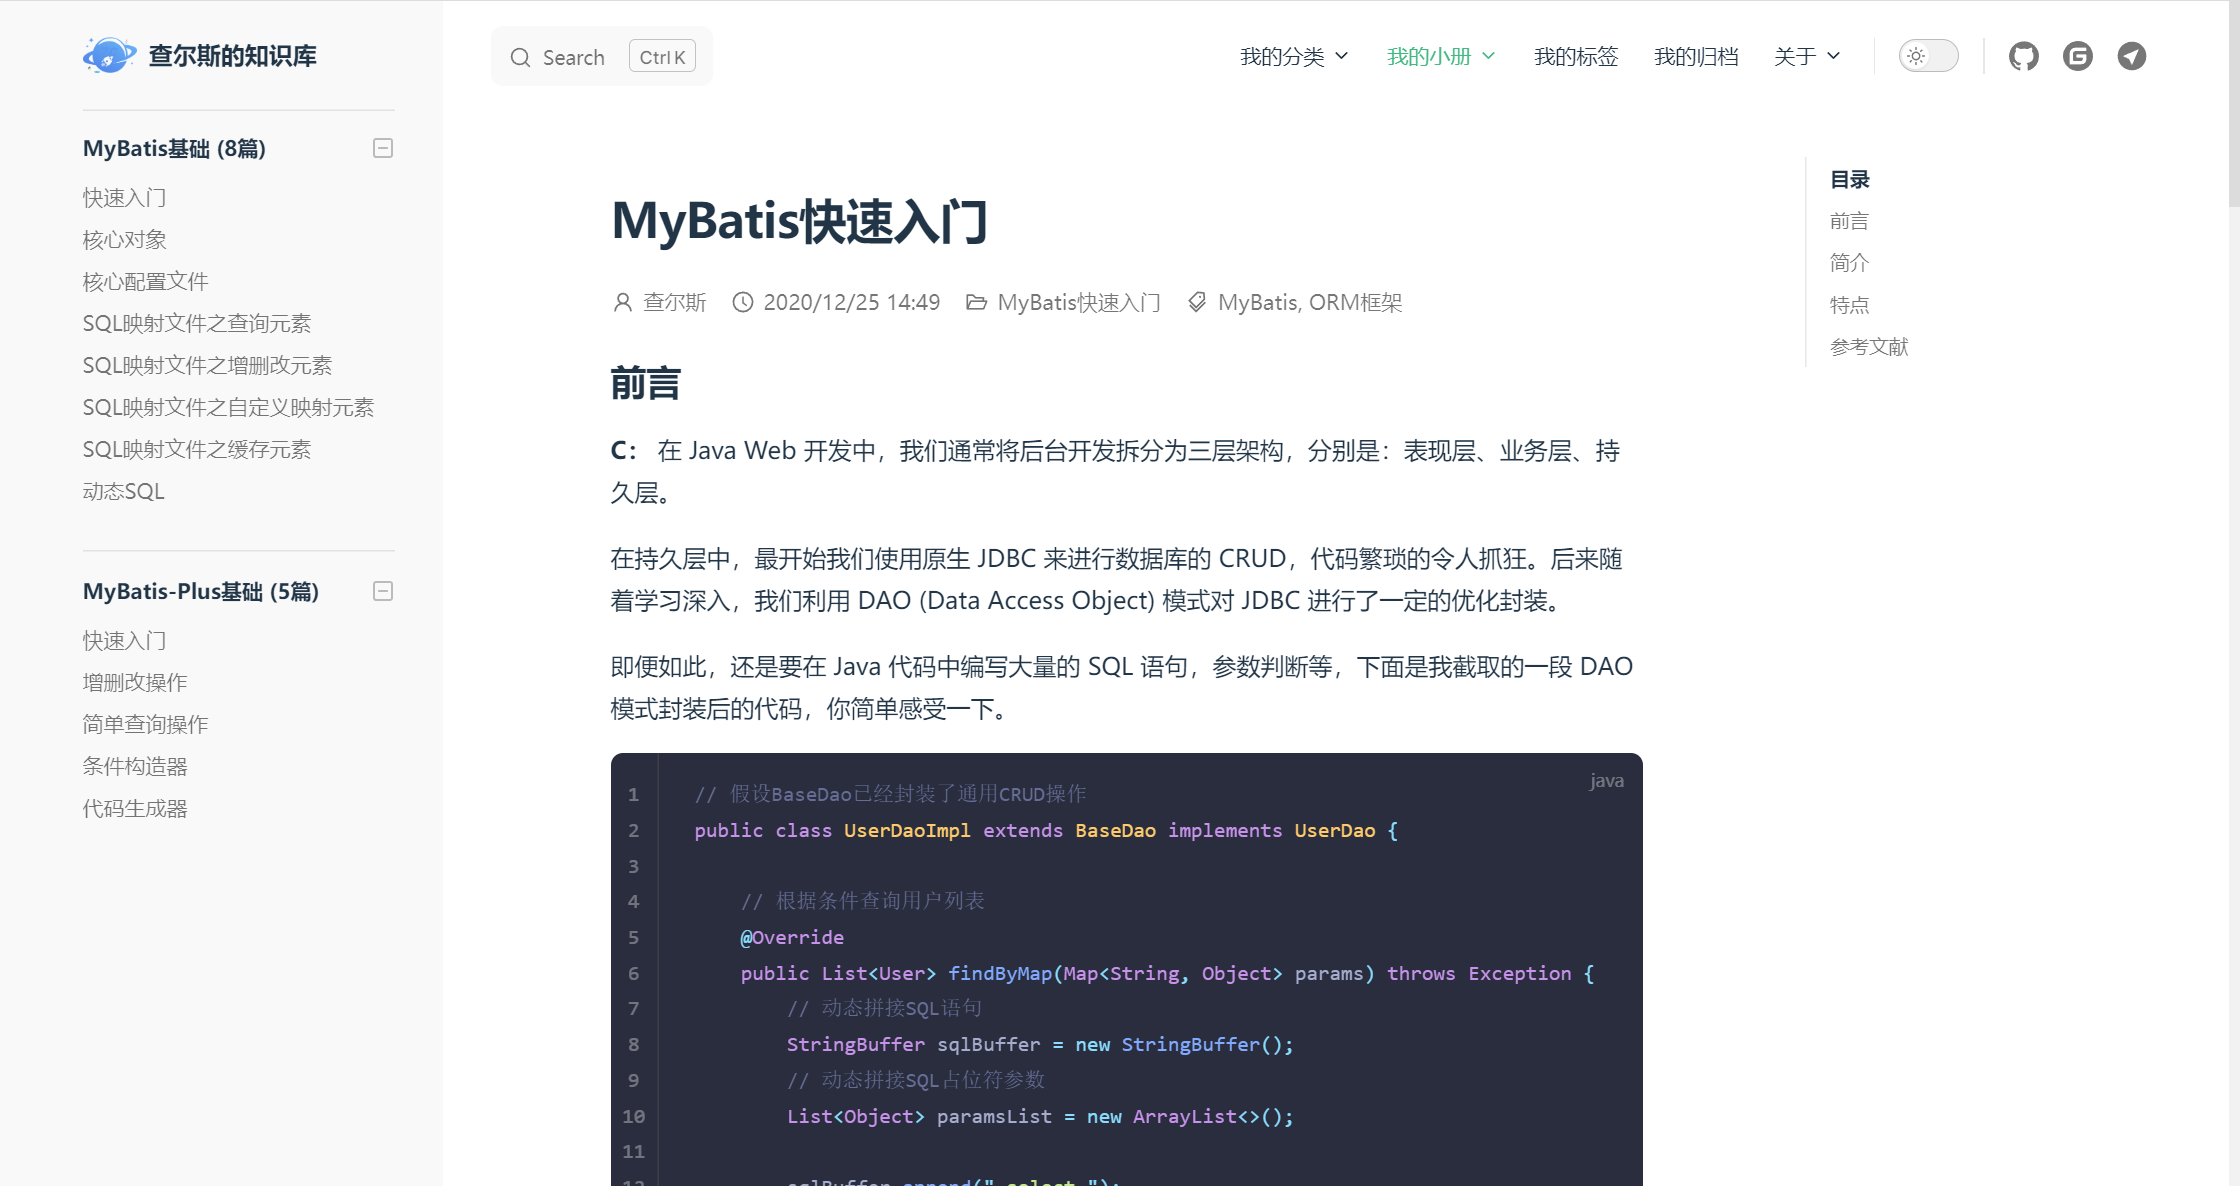 查尔斯的知识库
Search
Ctrl K
我的分类
我的小册
我的标签
我的归档
关于
MyBatis基础 (8篇)
快速入门
核心对象
核心配置文件
SQL映射文件之查询元素
SQL映射文件之增删改元素
SQL映射文件之自定义映射元素
SQL映射文件之缓存元素
动态SQL
MyBatis-Plus基础 (5篇)
快速入门
增删改操作
简单查询操作
条件构造器
代码生成器
MyBatis快速入门
查尔斯 2020/12/25 14:49 MyBatis快速入门 MyBatis, ORM框架
前言
C： 在 Java Web 开发中，我们通常将后台开发拆分为三层架构，分别是：表现层、业务层、持
久层。
在持久层中，最开始我们使用原生 JDBC 来进行数据库的 CRUD，代码繁琐的令人抓狂。后来随
着学习深入，我们利用 DAO (Data Access Object) 模式对 JDBC 进行了一定的优化封装。
即便如此，还是要在 Java 代码中编写大量的 SQL 语句，参数判断等，下面是我截取的一段 DAO
模式封装后的代码，你简单感受一下。
java
1 // 假设BaseDao已经封装了通用CRUD操作
2 public class UserDaoImpl extends BaseDao implements UserDao {
3
4 // 根据条件查询用户列表
5 @Override
6 public List<User> findByMap(Map<String, Object> params) throws Exception {
7 // 动态拼接SQL语句
8 StringBuffer sqlBuffer = new StringBuffer();
9 // 动态拼接SQL占位符参数
10 List<Object> paramsList = new ArrayList<>();
11
12 sqlBuffer.append(" select ");
目录
前言
简介
特点
参考文献